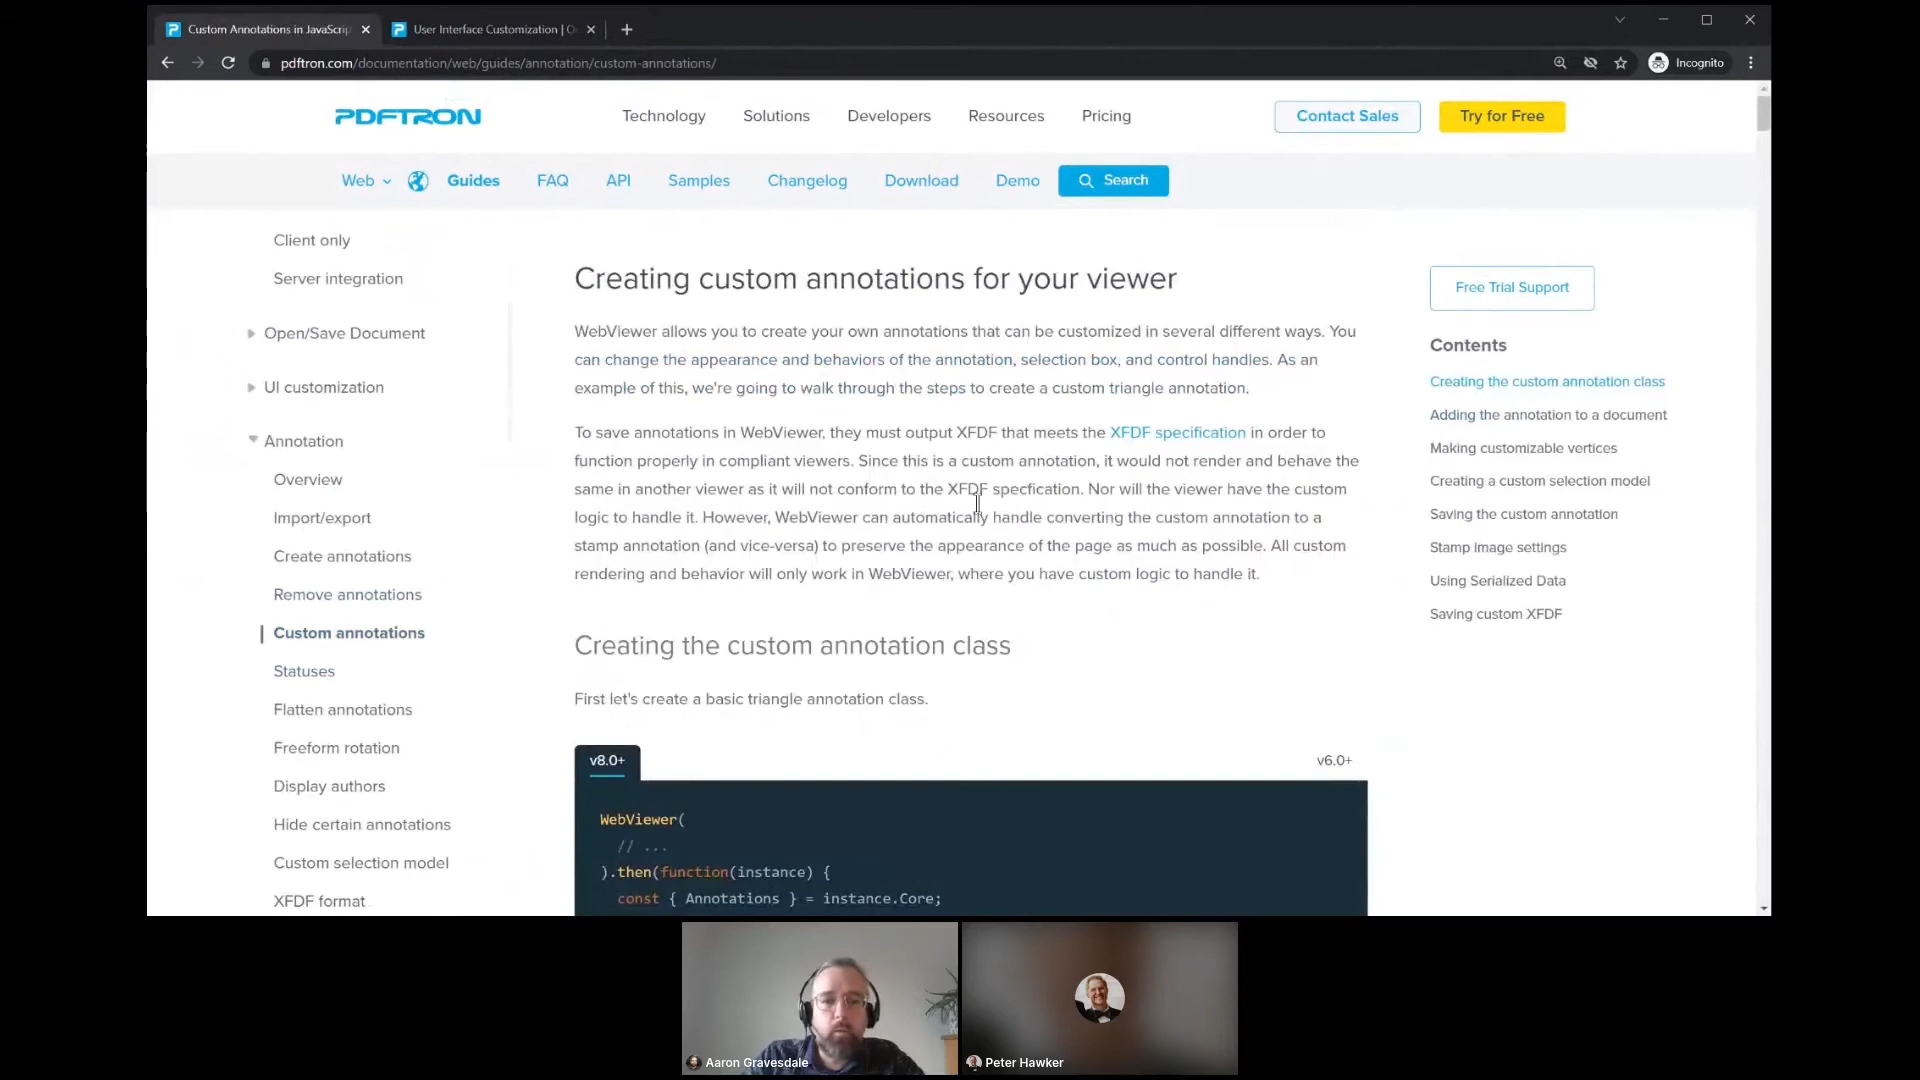 Custom Annotations in JavaScrip
User Interface Customization | O
pdftron.com/documentation/web/guides/annotation/custom-annotations/
Incognito
PDFTRON
Technology
Solutions
Developers
Resources
Pricing
Contact Sales
Try for Free
Web
Guides
FAQ
API
Samples
Changelog
Download
Demo
Search
Client only
Server integration
Open/Save Document
UI customization
Annotation
Overview
Import/export
Create annotations
Remove annotations
Custom annotations
Statuses
Flatten annotations
Freeform rotation
Display authors
Hide certain annotations
Custom selection model
XFDF format
Creating custom annotations for your viewer
WebViewer allows you to create your own annotations that can be customized in several different ways. You
can change the appearance and behaviors of the annotation, selection box, and control handles. As an
example of this, we're going to walk through the steps to create a custom triangle annotation.
To save annotations in WebViewer, they must output XFDF that meets the XFDF specification in order to
function properly in compliant viewers. Since this is a custom annotation, it would not render and behave the
same in another viewer as it will not conform to the XFDF specfication. Nor will the viewer have the custom
logic to handle it. However, WebViewer can automatically handle converting the custom annotation to a
stamp annotation (and vice-versa) to preserve the appearance of the page as much as possible. All custom
rendering and behavior will only work in WebViewer, where you have custom logic to handle it.
Creating the custom annotation class
First let's create a basic triangle annotation class.
v8.0+
v6.0+
WebViewer(
// ...
).then(function(instance) {
const { Annotations } = instance.Core;
Free Trial Support
Contents
Creating the custom annotation class
Adding the annotation to a document
Making customizable vertices
Creating a custom selection model
Saving the custom annotation
Stamp image settings
Using Serialized Data
Saving custom XFDF
Aaron Gravesdale
Peter Hawker